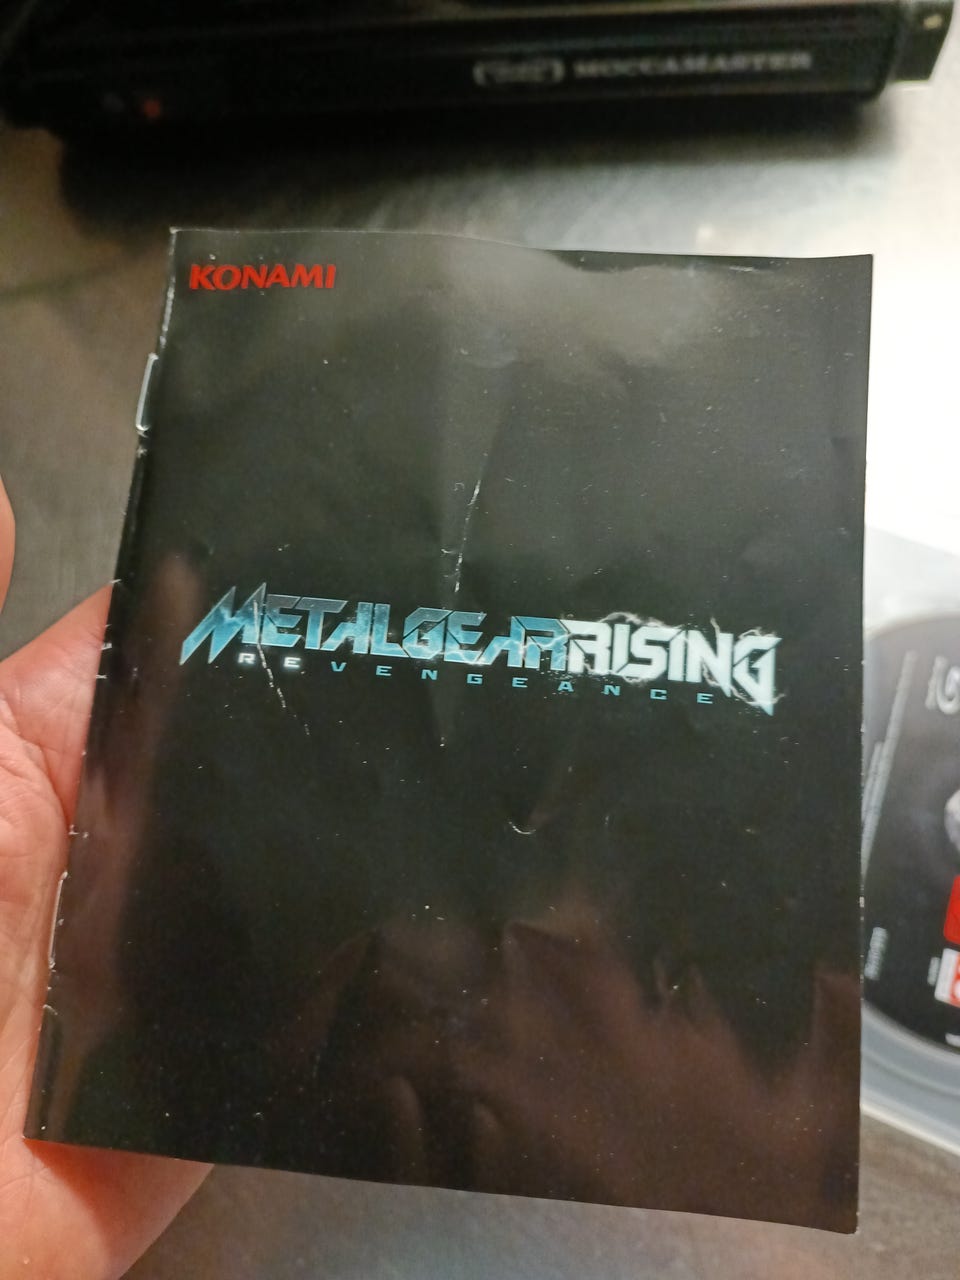 MOCCAMASTER
KONAMI
METAL GEAR RISING
REVENGEANCE